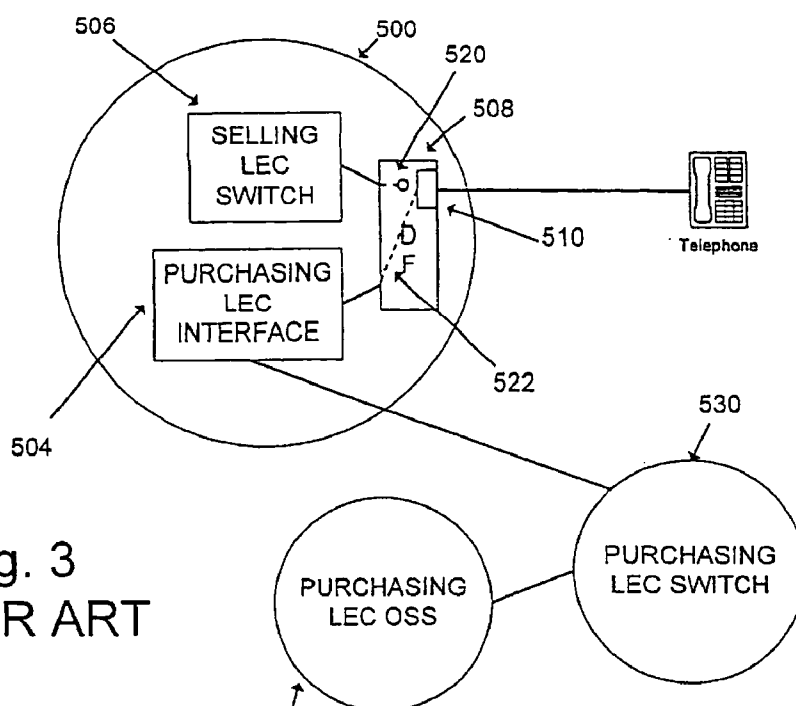 506
500
520
508
SELLING
LEC
SWITCH
D
F
510
Telephone
PURCHASING
LEC
INTERFACE
522
504
530
g. 3
R ART
PURCHASING
LEC OSS
PURCHASING
LEC SWITCH